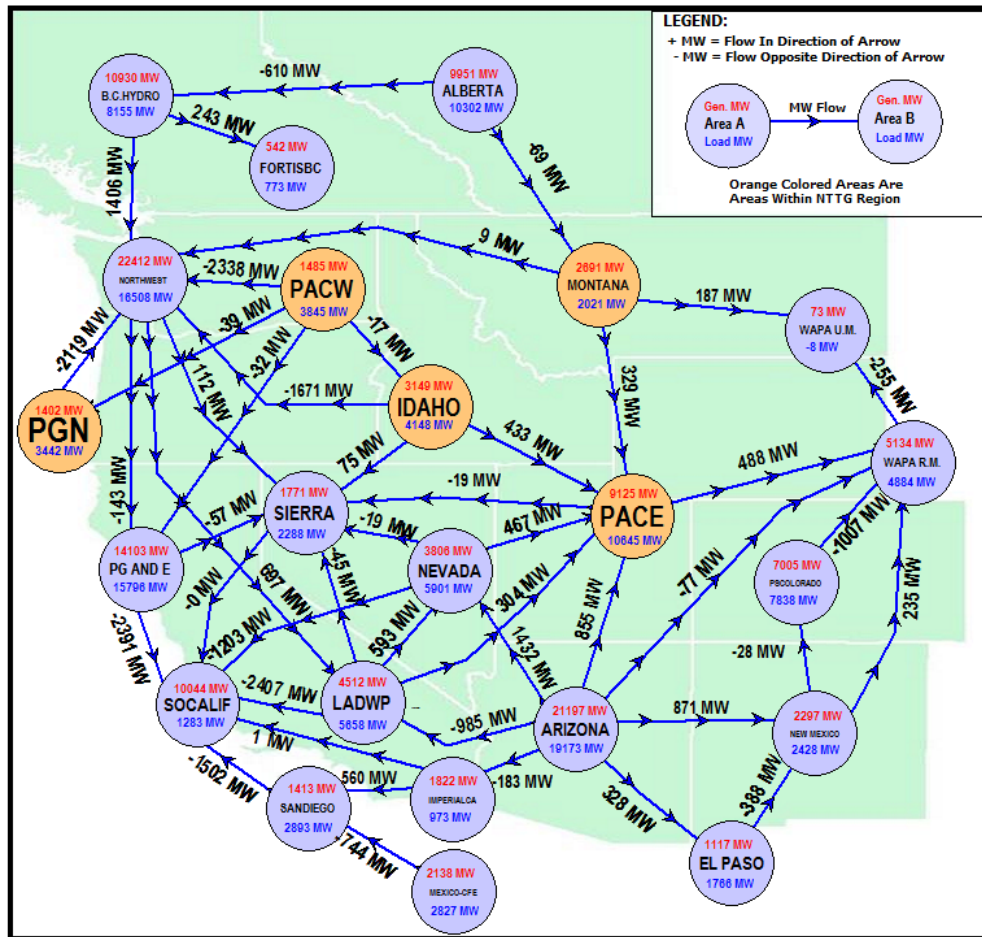 LEGEND:
+ MW = Flow In Direction of Arrow
- MW = Flow Opposite Direction of Arrow
Gen. MW
Area A
Load MW
MW Flow
Gen. MW
Area B
Load MW
Orange Colored Areas Are
Areas Within NTTG Region
10930 MW
B.C.HYDRO
8155 MW
-610 MW
9951 MW
ALBERTA
10302 MW
243 MW
542 MW
FORTISBC
773 MW
1406 MW
-69 MW
22412 MW
NORTHWEST
16508 MW
-2338 MW
1485 MW
PACW
3845 MW
9 MW
2691 MW
MONTANA
2021 MW
187 MW
73 MW
WAPA U.M.
-8 MW
-2119 MW
-39 MW
-32 MW
-17 MW
112 MW
-1671 MW
329 MW
-255 MW
1402 MW
PGN
3442 MW
3149 MW
IDAHO
4148 MW
433 MW
75 MW
5134 MW
WAPA R.M.
4884 MW
488 MW
-143 MW
-57 MW
1771 MW
SIERRA
2288 MW
-19 MW
9125 MW
PACE
10645 MW
-19 MW
467 MW
-1007 MW
14103 MW
PG AND E
15796 MW
3806 MW
NEVADA
5901 MW
7005 MW
PSCOLORADO
7838 MW
-0 MW
697 MW
-45 MW
304 MW
-77 MW
235 MW
-2391 MW
-1203 MW
593 MW
1432 MW
855 MW
-28 MW
10044 MW
SOCALIF
1283 MW
-2407 MW
4512 MW
LADWP
5658 MW
-985 MW
21197 MW
ARIZONA
19173 MW
871 MW
2297 MW
NEW MEXICO
2428 MW
1 MW
-1502 MW
560 MW
-183 MW
1413 MW
SANDIEGO
2893 MW
1822 MW
IMPERIALCA
973 MW
328 MW
-388 MW
-744 MW
2138 MW
MEXICO-CFE
2827 MW
1117 MW
EL PASO
1766 MW